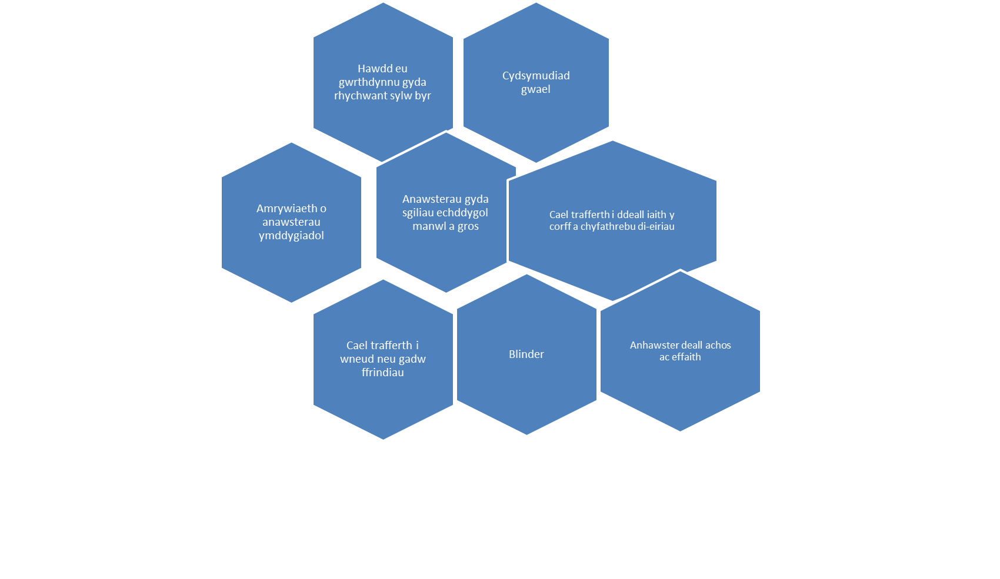 Hawdd eu
gwrthdynnu gyda
rhychwant sylw byr
Cydsymudiad
gwael
Amrywiaeth o
anawsterau
ymddygiadol
Anawsterau gyda
sgiliau echddygol
manwl a gros
Cael trafferth i ddeall iaith y
corff a chyfathrebu di-eiriau
Cael trafferth i
wneud neu gadw
ffrindiau
Blinder
Anhawster deall achos
ac effaith